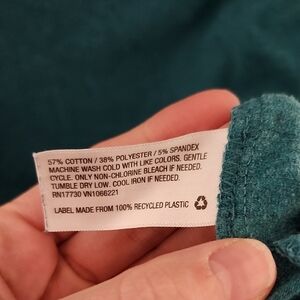 57% COTTON / 38% POLYESTER / 5% SPANDEX
MACHINE WASH COLD WITH LIKE COLORS. GENTLE
CYCLE. ONLY NON-CHLORINE BLEACH IF NEEDED.
TUMBLE DRY LOW. COOL IRON IF NEEDED.
RN17730 VN1066221
LABEL MADE FROM 100% RECYCLED PLASTIC